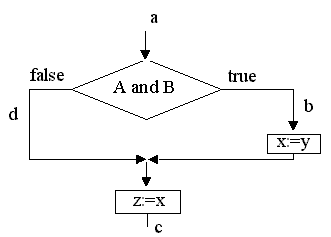 a
false
A and B
true
d
b
x:=y
z:=x
c